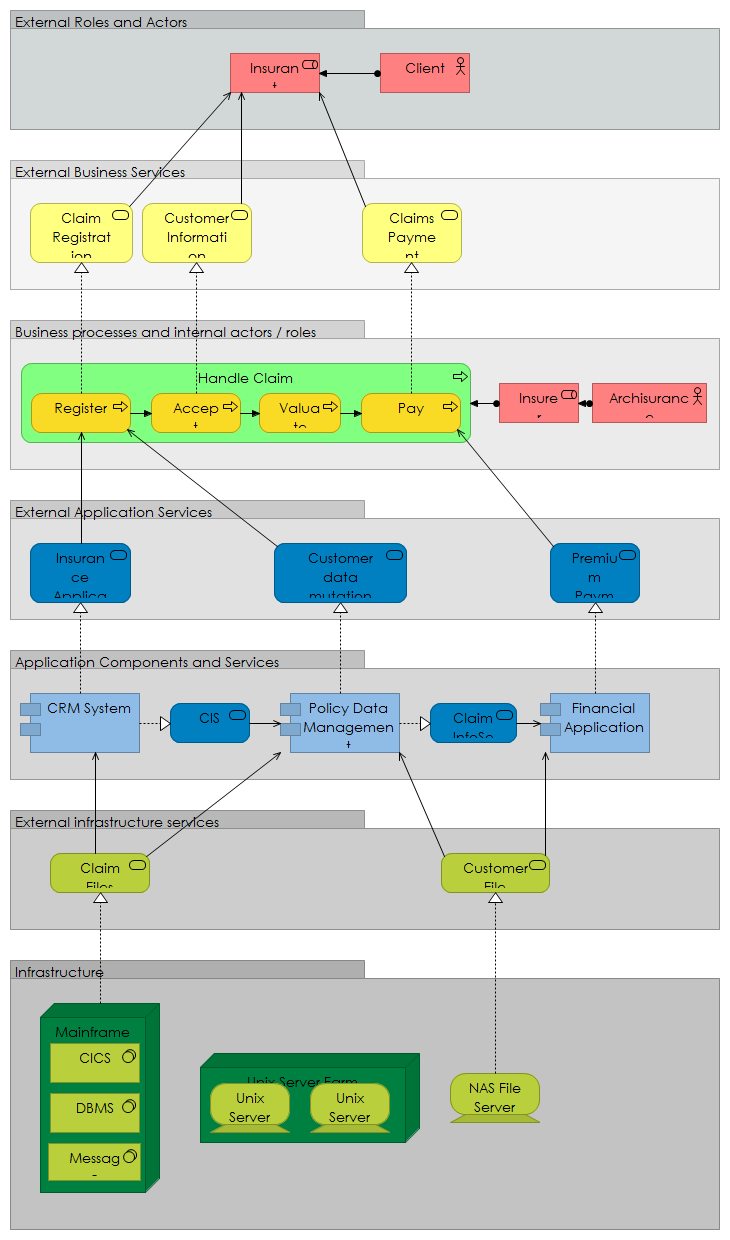 External Roles and Actors
Insuran
Client
External Business Services
Claim
Registrat
ion
Customer
Informati
on
Claims
Payme
nt
Business processes and internal actors / roles
Handle Claim
Register
Accep
t
Valua
te
Pay
Insure
r
Archisuranc
e
External Application Services
Insuran
ce
Applica
Customer
data
mutation
Premiu
m
Paym
Application Components and Services
CRM System
CIS
Policy Data
Managemen
t
Claim
InfoSe
Financial
Application
External infrastructure services
Claim
Files
Customer
File
Infrastructure
Mainframe
CICS
DBMS
Messag
Unix Server Farm
Unix
Server
Unix
Server
NAS File
Server